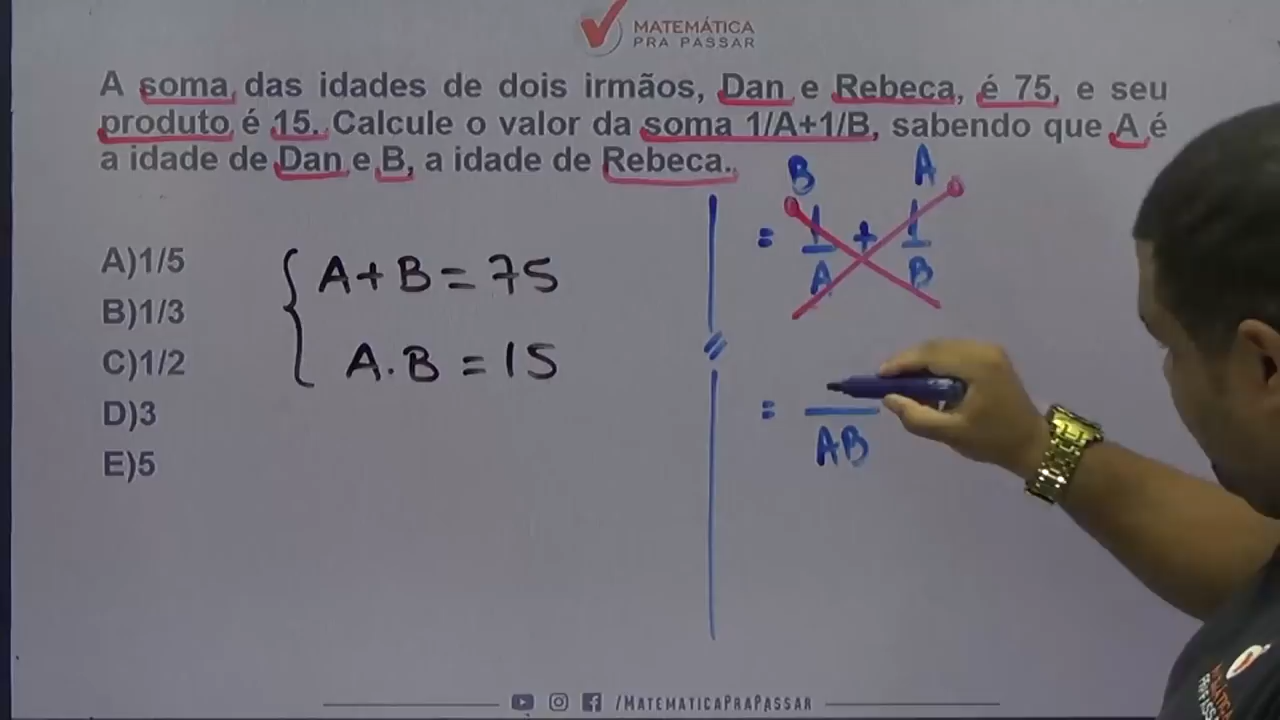 MATEMÁTICA
PRA PASSAR
A soma das idades de dois irmãos, Dan e Rebeca, é 75, e seu
produto é 15. Calcule o valor da soma 1/A+1/B, sabendo que A é
a idade de Dan e B, a idade de Rebeca.
A)1/5
B)1/3
C)1/2
D)3
E)5
A+B=75
A.B=15
B A
= 1/A + 1/B
= /AB
/MATEMATICAPRAPASSAR